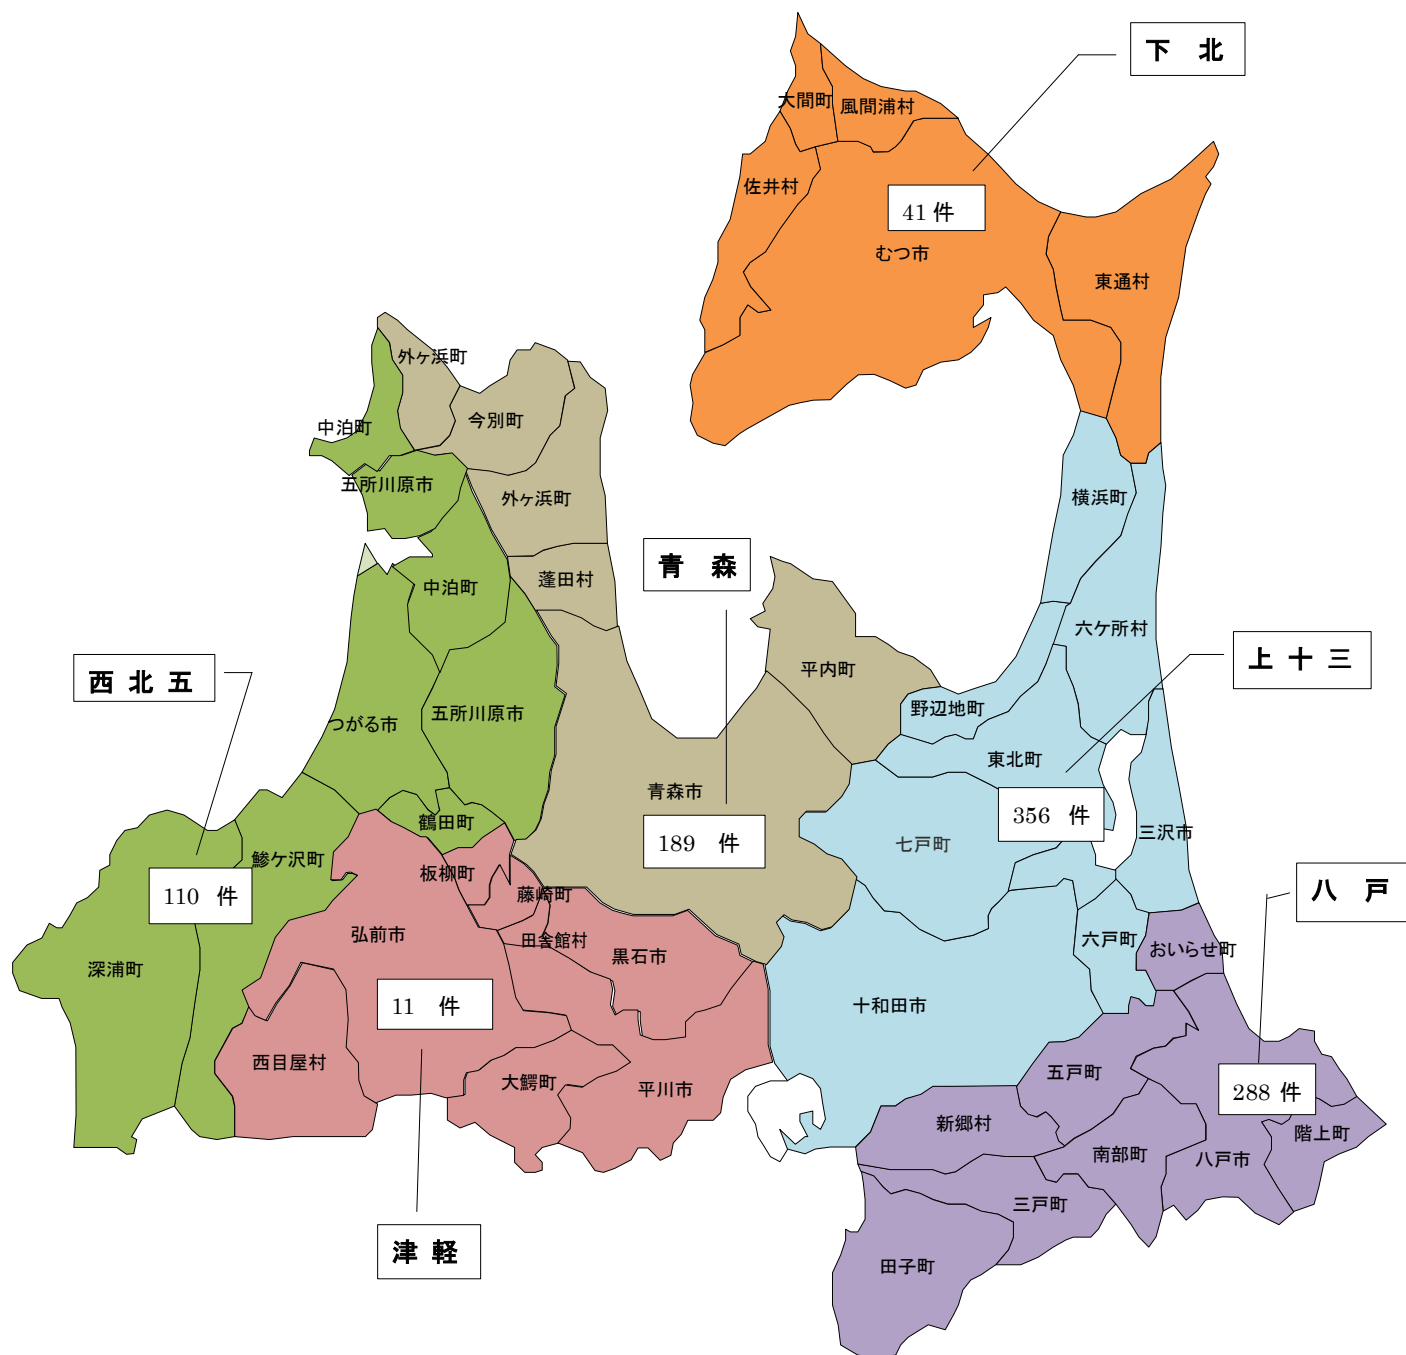 下 北
大間町
風間浦村
佐井村
41 件
むつ市
東通村
外ヶ浜町
中泊町
今別町
五所川原市
外ヶ浜町
横浜町
青 森
蓬田村
中泊町
六ケ所村
上 十 三
平内町
西 北 五
野辺地町
五所川原市
つがる市
東北町
青森市
356 件
鶴田町
189 件
七戸町
三沢市
鰺ケ沢町
板柳町
八 戸
110 件
藤崎町
弘前市
田舎館村
六戸町
おいらせ町
黒石市
深浦町
11 件
十和田市
西目屋村
五戸町
大鰐町
平川市
288 件
新郷村
階上町
南部町
八戸市
三戸町
津 軽
田子町